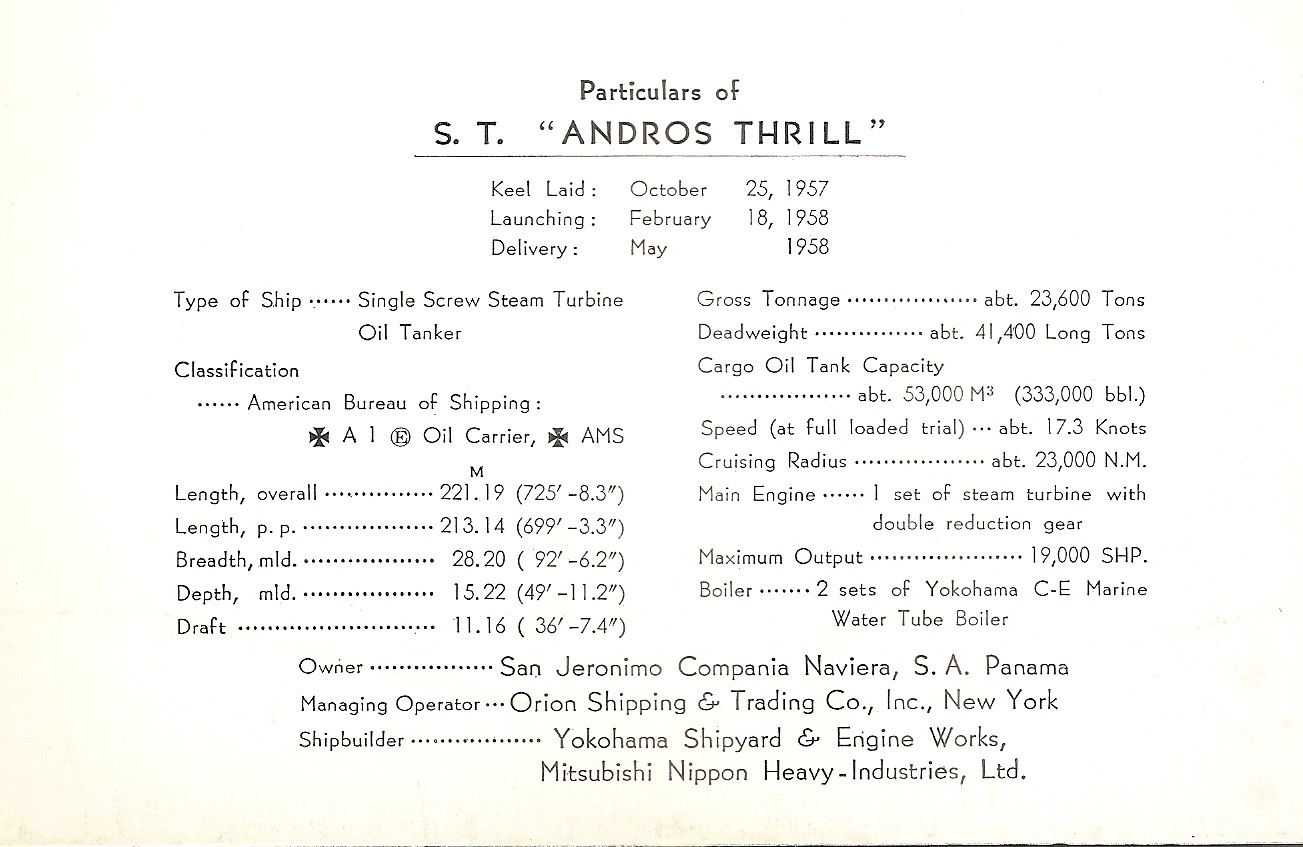 Particulars of
S. T. “ANDROS THRILL”
Keel Laid : October 25, 1957
Launching : February 18, 1958
Delivery : May 1958
Type of Ship ······ Single Screw Steam Turbine
Oil Tanker
Classification
······ American Bureau of Shipping :
✠ A 1 Ⓔ Oil Carrier, ✠ AMS
M
Length, overall ··············· 221.19 (725′-8.3″)
Length, p. p. ·················· 213.14 (699′-3.3″)
Breadth, mld. ·················· 28.20 ( 92′-6.2″)
Depth, mld. ·················· 15.22 (49′-11.2″)
Draft ··························· 11.16 ( 36′-7.4″)
Gross Tonnage ·················· abt. 23,600 Tons
Deadweight ··············· abt. 41,400 Long Tons
Cargo Oil Tank Capacity
·················· abt. 53,000 M³ (333,000 bbl.)
Speed (at full loaded trial) ··· abt. 17.3 Knots
Cruising Radius ·················· abt. 23,000 N.M.
Main Engine ······ 1 set of steam turbine with
double reduction gear
Maximum Output ····················· 19,000 SHP.
Boiler ······· 2 sets of Yokohama C-E Marine
Water Tube Boiler
Owner ················· San Jeronimo Compania Naviera, S. A. Panama
Managing Operator ··· Orion Shipping & Trading Co., Inc., New York
Shipbuilder ·················· Yokohama Shipyard & Engine Works,
Mitsubishi Nippon Heavy-Industries, Ltd.